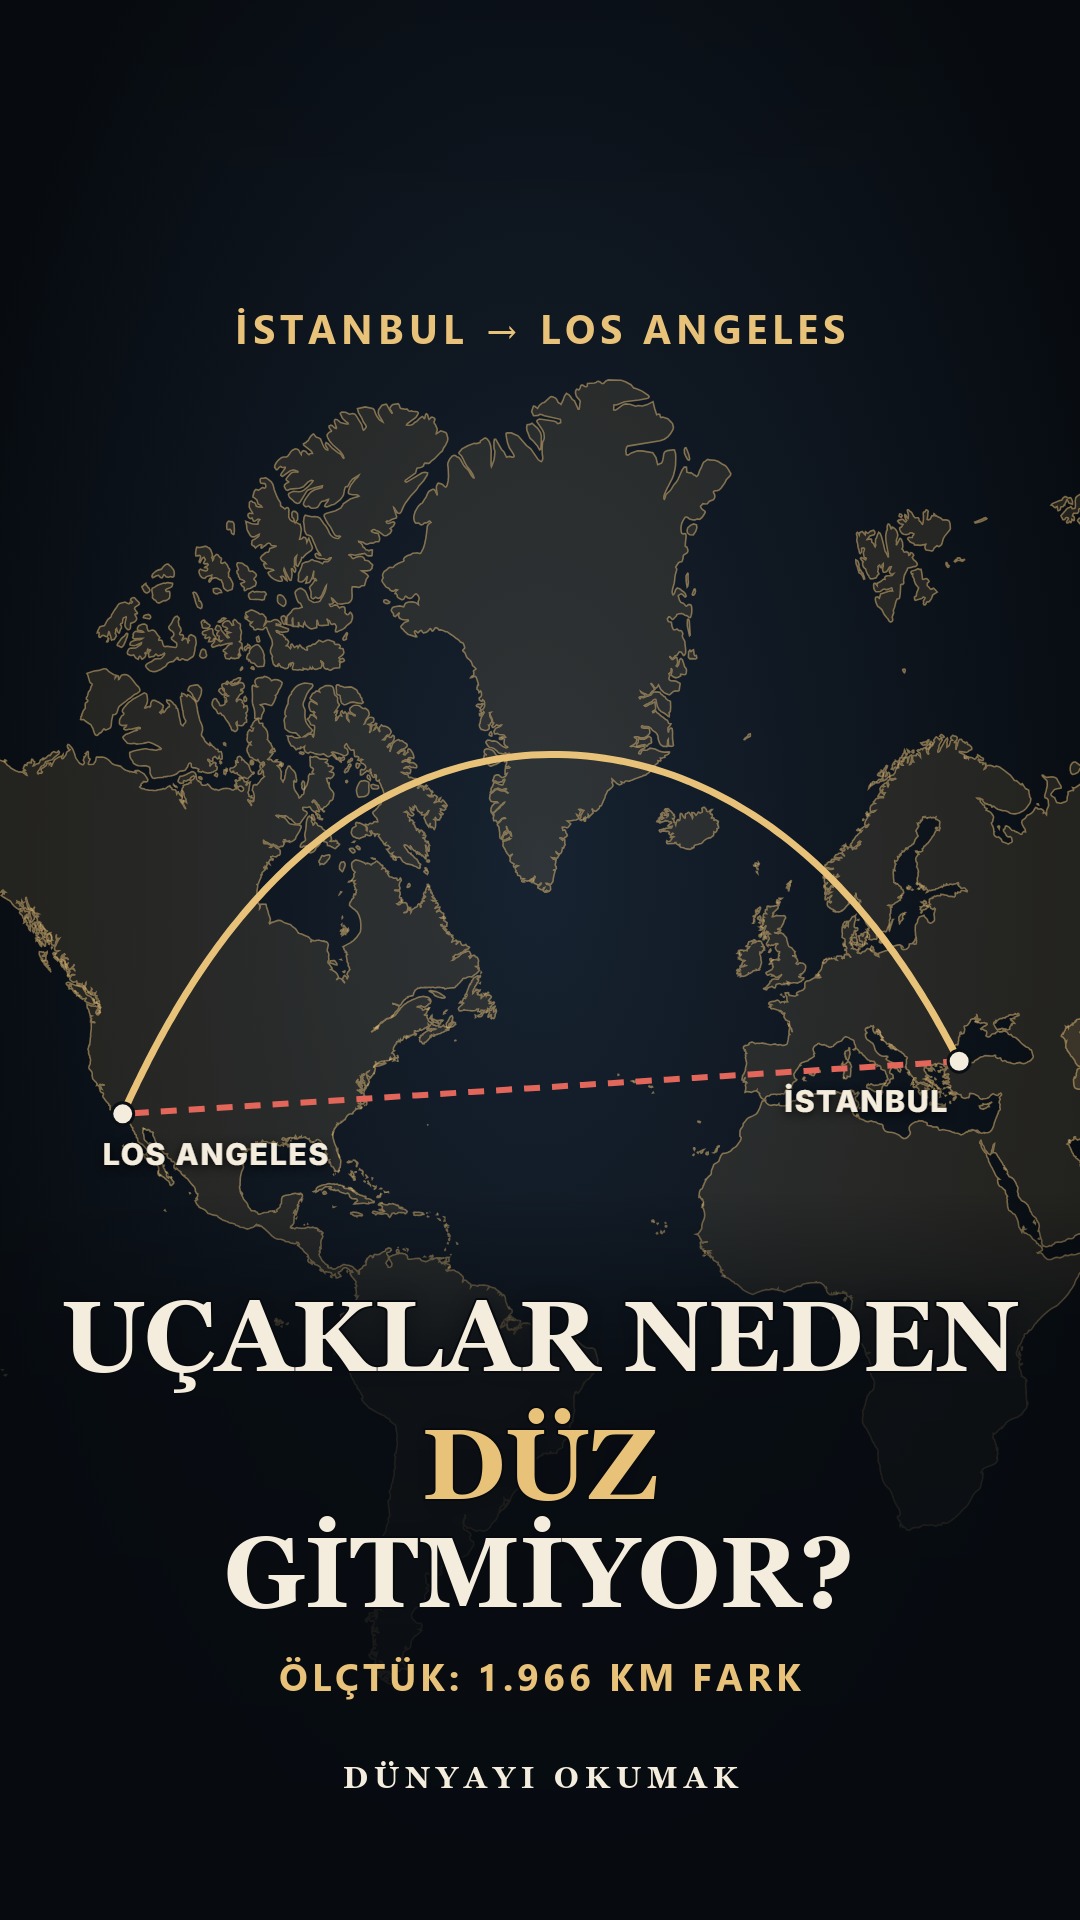 İSTANBUL → LOS ANGELES
İSTANBUL
LOS ANGELES
UÇAKLAR NEDEN
DÜZ
GİTMİYOR?
ÖLÇTÜK: 1.966 KM FARK
DÜNYAYI OKUMAK